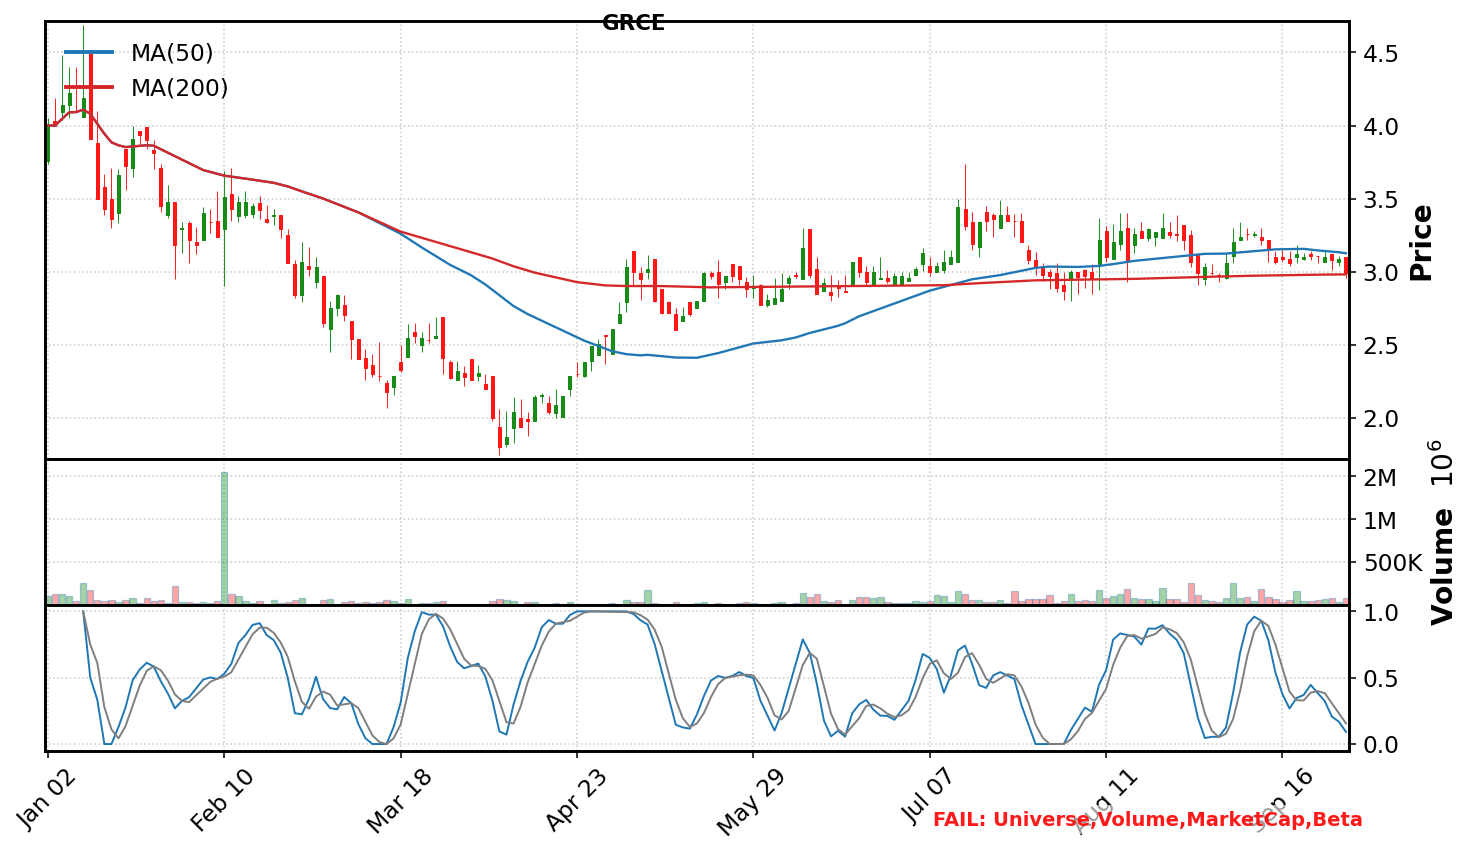 GRCE
MA(50)
MA(200)
4.5
4.0
3.5
3.0
2.5
2.0
Price
2M
1M
500K
Volume 10⁶
1.0
0.5
0.0
Jan 02
Feb 10
Mar 18
Apr 23
May 29
Jul 07
Aug 11
Sep 16
FAIL: Universe,Volume,MarketCap,Beta